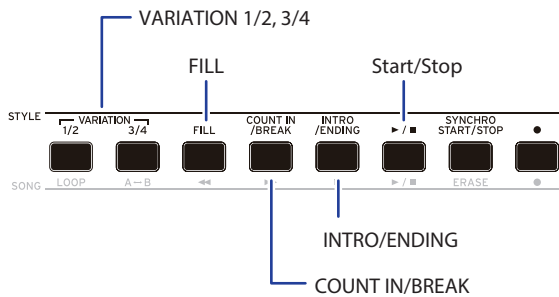 VARIATION 1/2, 3/4
FILL Start/Stop
STYLE VARIATION COUNT IN INTRO SYNCHRO
1/2 3/4 FILL /BREAK /ENDING ►/■ START/STOP ●
SONG LOOP A─B ◄◄ ►► II ►/■ ERASE ●
INTRO/ENDING
COUNT IN/BREAK